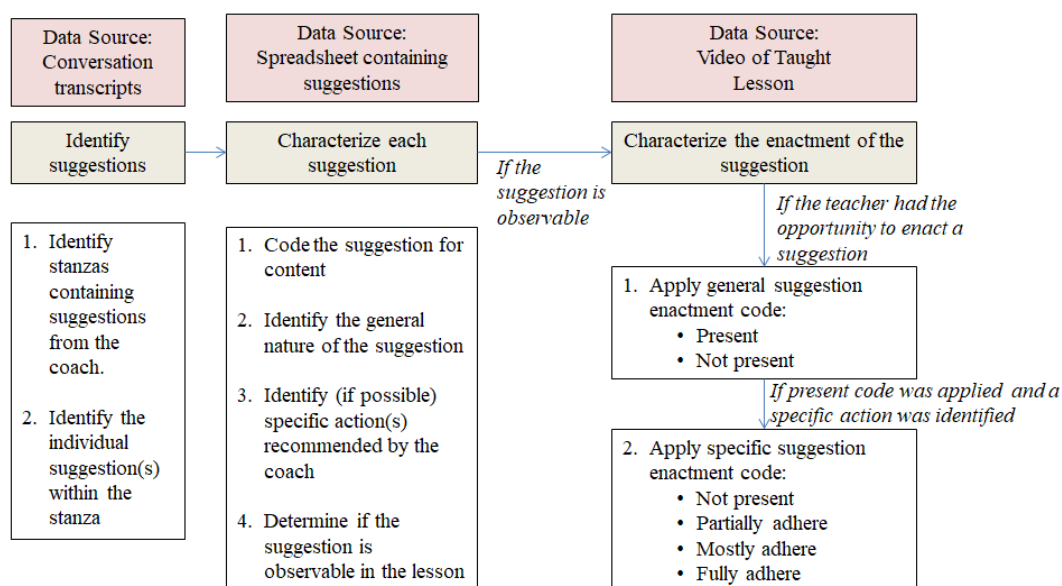 Data Source:
Conversation
transcripts
Data Source:
Spreadsheet containing
suggestions
Data Source:
Video of Taught
Lesson
Identify
suggestions
Characterize each
suggestion
If the
suggestion is
observable
Characterize the enactment of the
suggestion
If the teacher had the
opportunity to enact a
suggestion
1. Identify
stanzas
containing
suggestions
from the
coach.
2. Identify the
individual
suggestion(s)
within the
stanza
1. Code the suggestion for
content
2. Identify the general
nature of the suggestion
3. Identify (if possible)
specific action(s)
recommended by the
coach
4. Determine if the
suggestion is
observable in the lesson
1. Apply general suggestion
enactment code:
• Present
• Not present
If present code was applied and a
specific action was identified
2. Apply specific suggestion
enactment code:
• Not present
• Partially adhere
• Mostly adhere
• Fully adhere